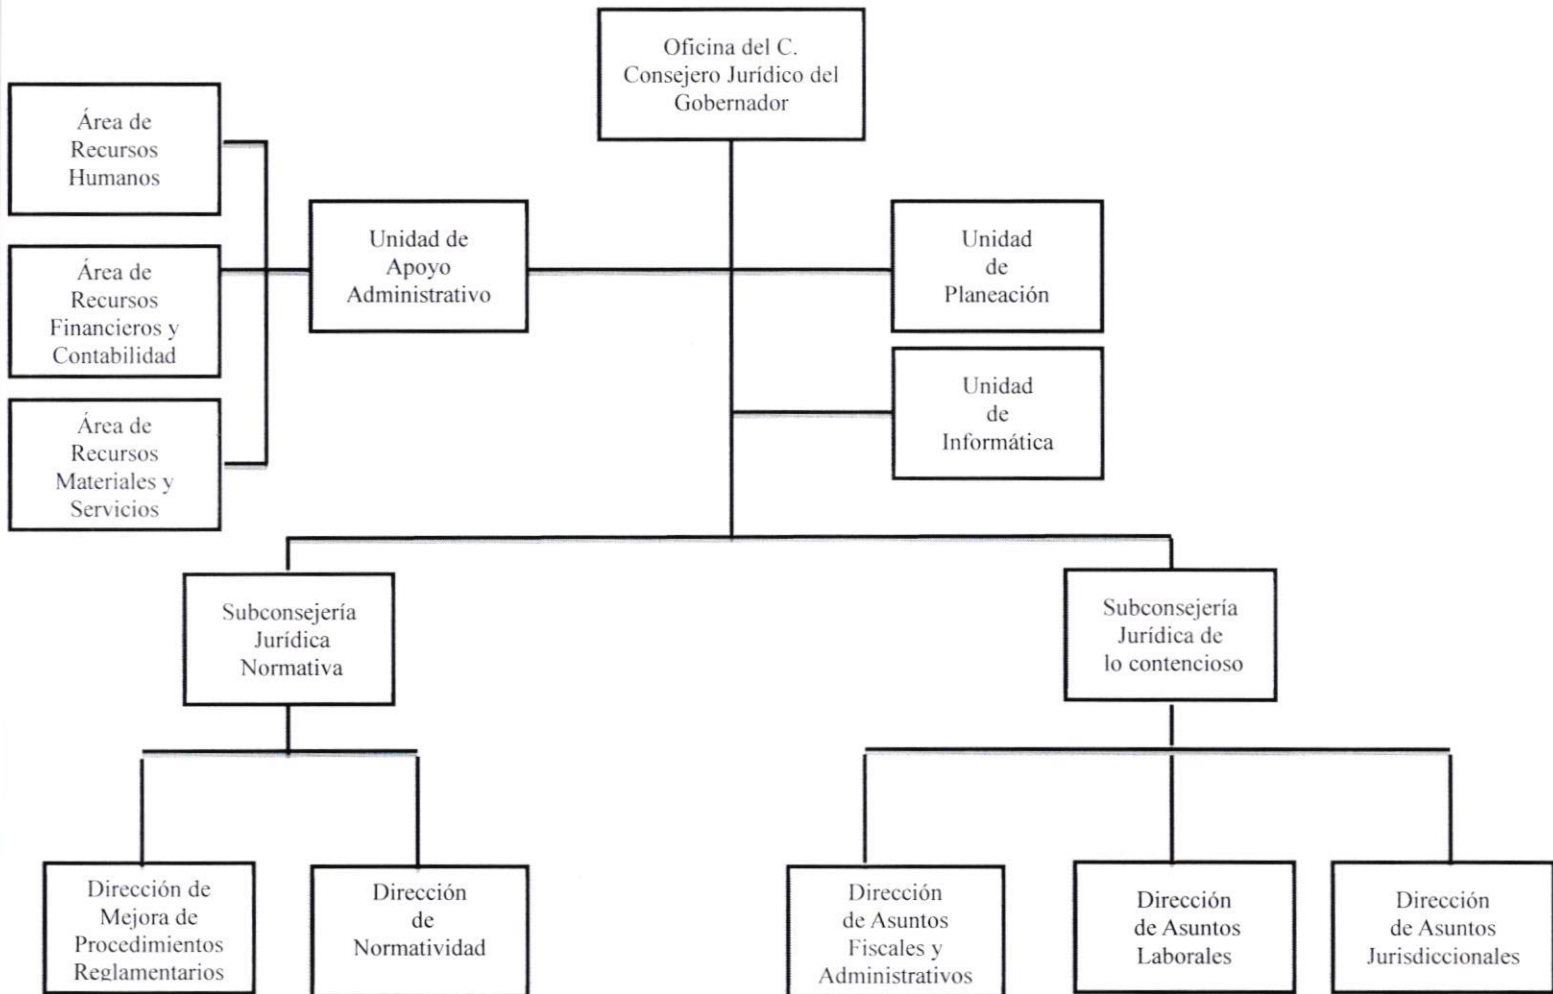 Oficina del C.
Consejero Jurídico del
Gobernador
Área de
Recursos
Humanos
Unidad de
Apoyo
Administrativo
Unidad
de
Planeación
Área de
Recursos
Financieros y
Contabilidad
Unidad
de
Informática
Área de
Recursos
Materiales y
Servicios
Subconsejería
Jurídica
Normativa
Subconsejería
Jurídica de
lo contencioso
Dirección de
Mejora de
Procedimientos
Reglamentarios
Dirección
de
Normatividad
Dirección
de Asuntos
Fiscales y
Administrativos
Dirección
de Asuntos
Laborales
Dirección
de Asuntos
Jurisdiccionales